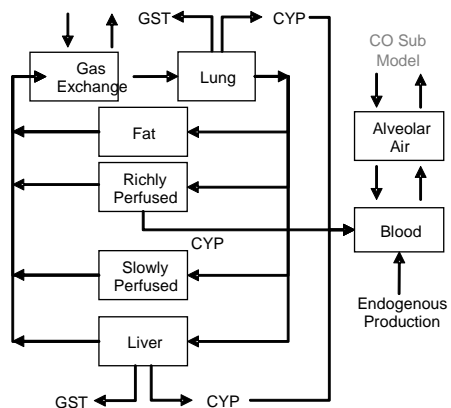 GST
CYP
Gas
Exchange
Lung
CO Sub
Model
Fat
Alveolar
Air
Richly
Perfused
CYP
Blood
Slowly
Perfused
Endogenous
Production
Liver
GST
CYP